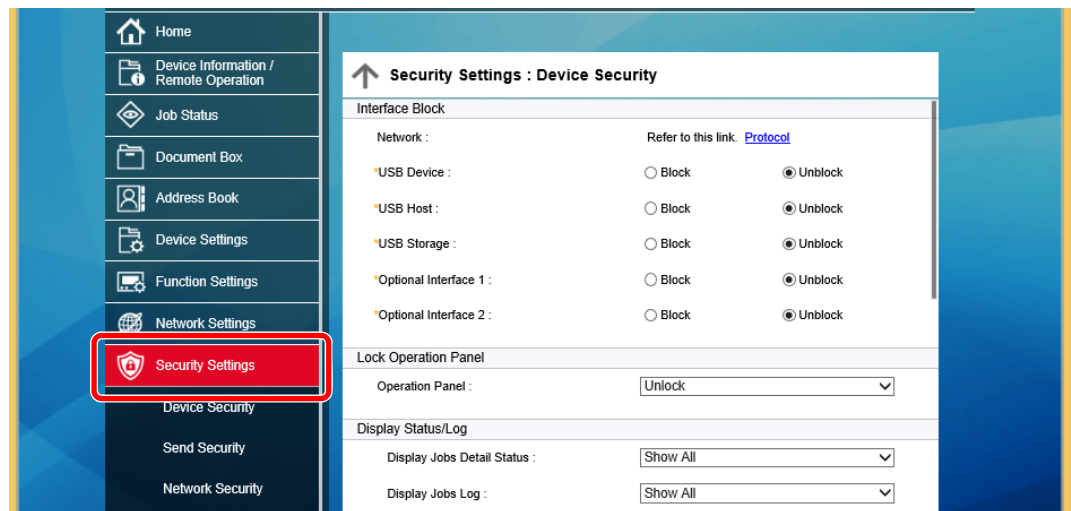 Home
Device Information /
Remote Operation
Job Status
Document Box
Address Book
Device Settings
Function Settings
Network Settings
Security Settings
Device Security
Send Security
Network Security
Security Settings : Device Security
Interface Block
Network : Refer to this link. Protocol
*USB Device : Block Unblock
*USB Host : Block Unblock
*USB Storage : Block Unblock
*Optional Interface 1 : Block Unblock
*Optional Interface 2 : Block Unblock
Lock Operation Panel
Operation Panel : Unlock
Display Status/Log
Display Jobs Detail Status : Show All
Display Jobs Log : Show All